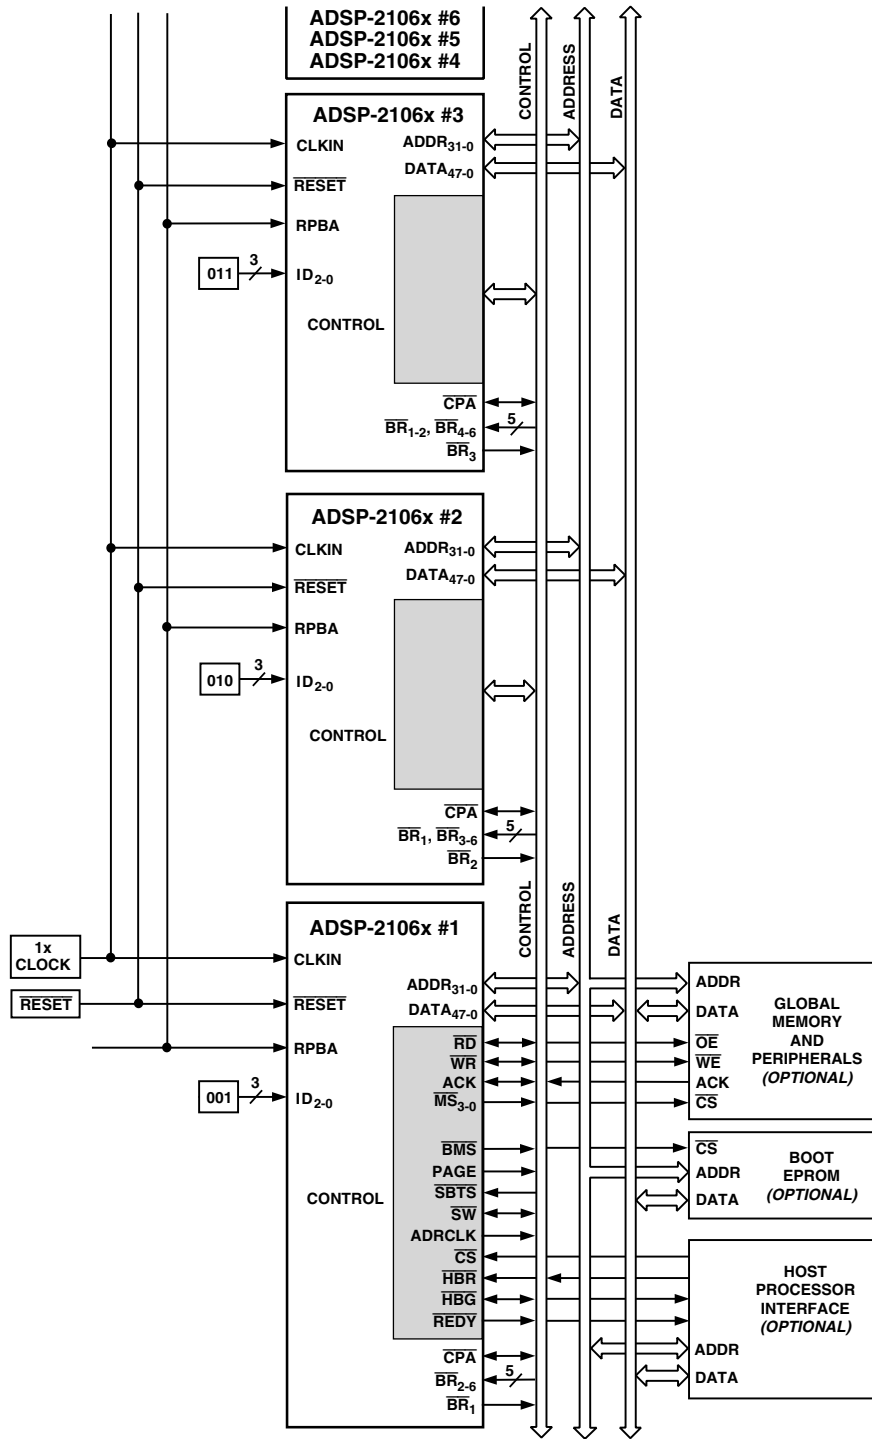 ADSP-2106x #6
ADSP-2106x #5
ADSP-2106x #4
CONTROL
ADDRESS
DATA
ADSP-2106x #3
CLKIN
ADDR31-0
DATA47-0
RESET
RPBA
011
3
ID2-0
CONTROL
CPA
BR1-2, BR4-6
5
BR3
ADSP-2106x #2
CLKIN
ADDR31-0
DATA47-0
RESET
RPBA
010
3
ID2-0
CONTROL
CPA
BR1, BR3-6
5
BR2
CONTROL
ADDRESS
DATA
ADSP-2106x #1
1x
CLOCK
CLKIN
RESET
RESET
RPBA
001
3
ID2-0
CONTROL
ADDR31-0
DATA47-0
RD
WR
ACK
MS3-0
BMS
PAGE
SBTS
SW
ADRCLK
CS
HBR
HBG
REDY
CPA
BR2-6
5
BR1
ADDR
DATA
OE
WE
ACK
CS
GLOBAL
MEMORY
AND
PERIPHERALS
(OPTIONAL)
CS
ADDR
DATA
BOOT
EPROM
(OPTIONAL)
HOST
PROCESSOR
INTERFACE
(OPTIONAL)
ADDR
DATA